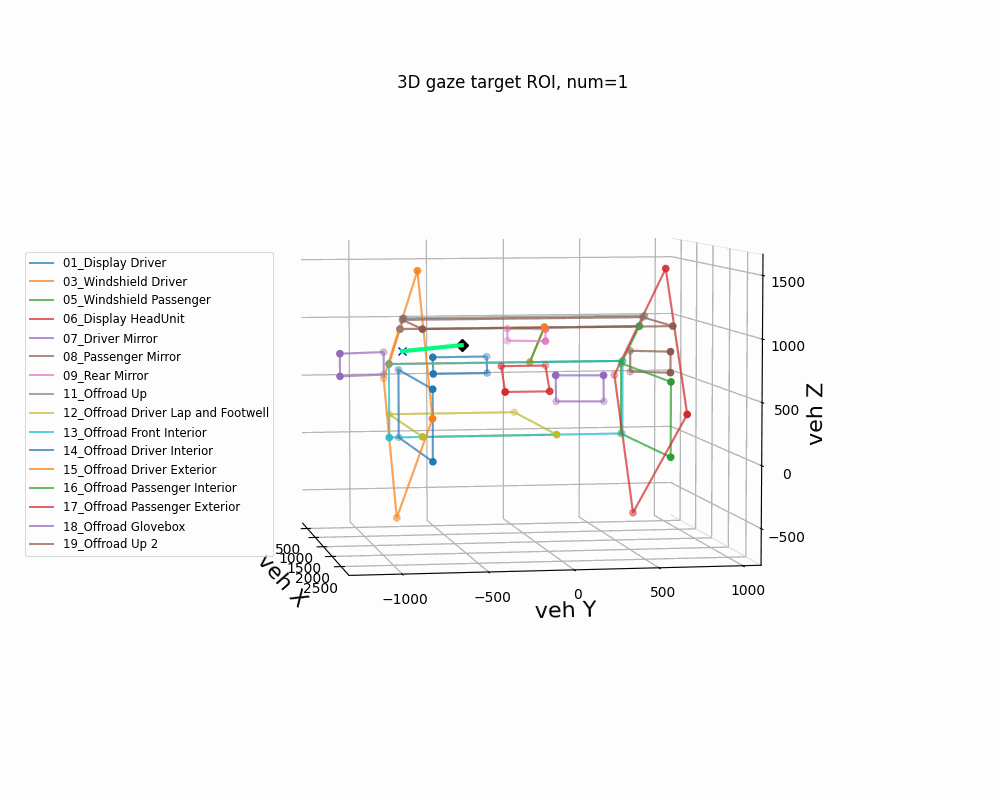 3D gaze target ROI, num=1
01_Display Driver
03_Windshield Driver
05_Windshield Passenger
06_Display HeadUnit
07_Driver Mirror
08_Passenger Mirror
09_Rear Mirror
11_Offroad Up
12_Offroad Driver Lap and Footwell
13_Offroad Front Interior
14_Offroad Driver Interior
15_Offroad Driver Exterior
16_Offroad Passenger Interior
17_Offroad Passenger Exterior
18_Offroad Glovebox
19_Offroad Up 2
1500
1000
500
0
−500
veh Z
500
1000
1500
2000
2500
veh X
−1000
−500
0
500
1000
veh Y